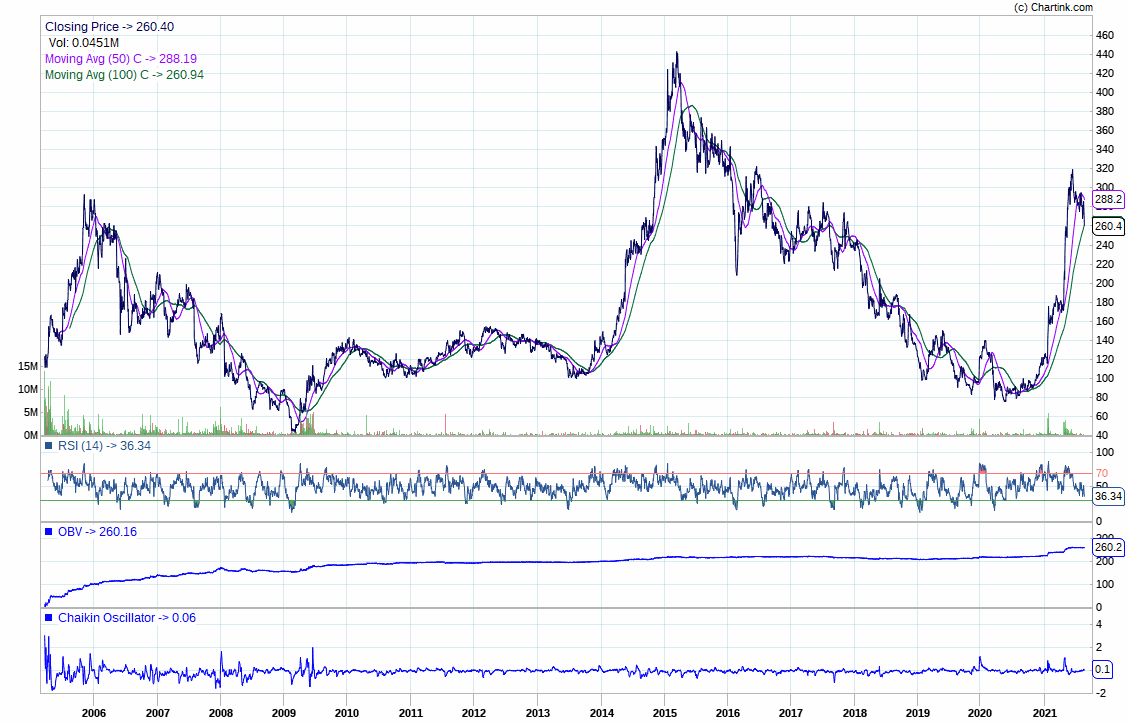 (c) Chartink.com
Closing Price -> 260.40
Vol: 0.0451M
Moving Avg (50) C -> 288.19
Moving Avg (100) C -> 260.94
460
440
420
400
380
360
340
320
300
288.2
260.4
240
220
200
180
160
140
120
100
80
60
40
15M
10M
5M
0M
RSI (14) -> 36.34
100
70
50
36.34
0
OBV -> 260.16
300
260.2
200
100
0
Chaikin Oscillator -> 0.06
4
2
0.1
-2
2006 2007 2008 2009 2010 2011 2012 2013 2014 2015 2016 2017 2018 2019 2020 2021